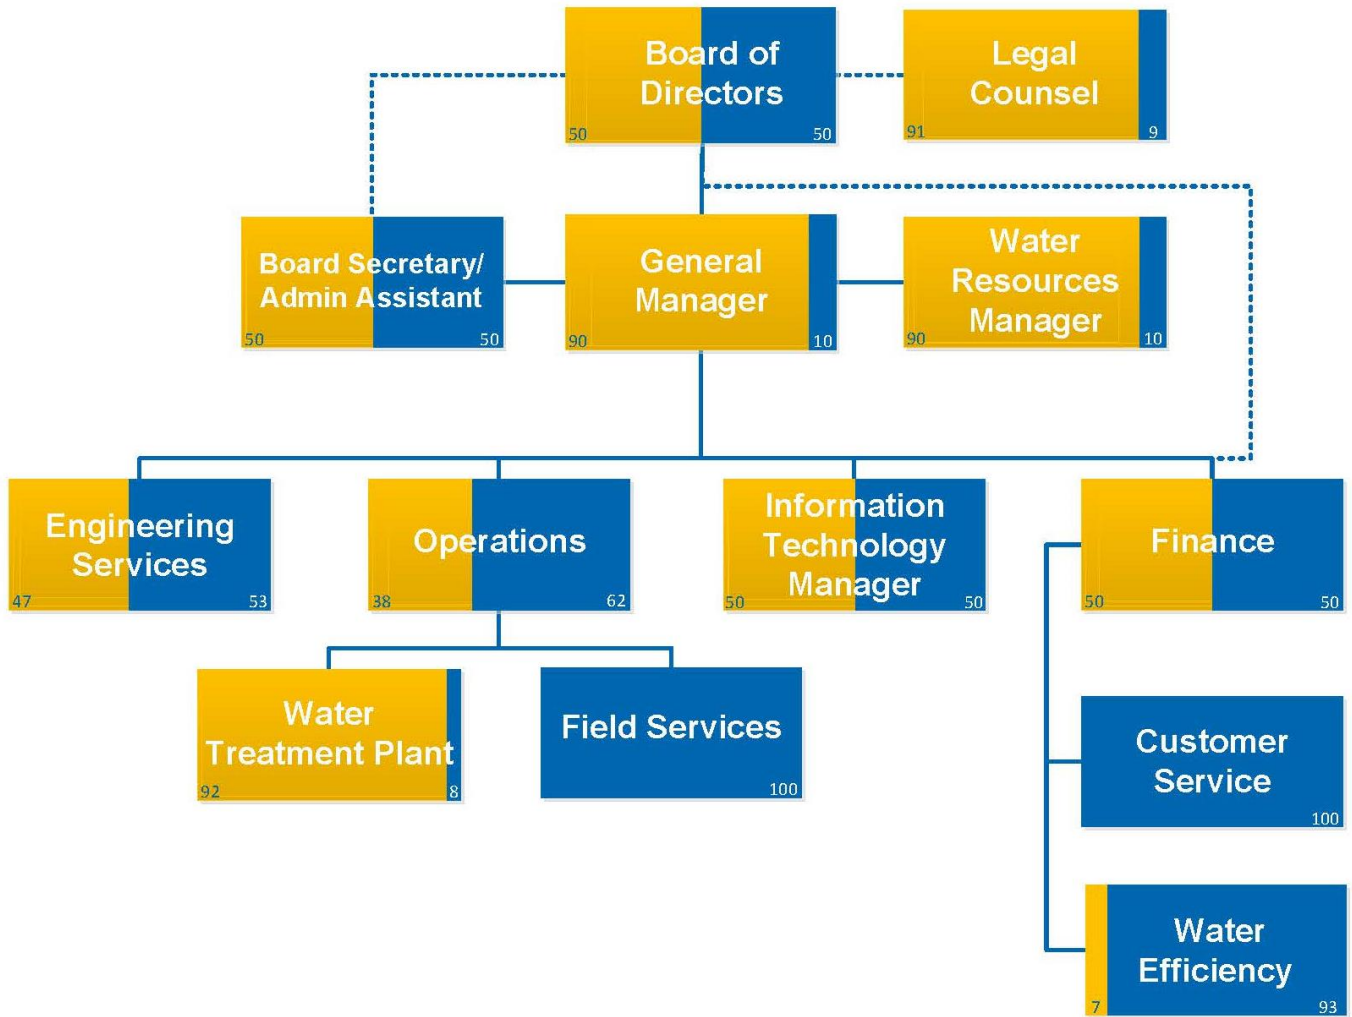 Board of
Directors
50 50
Legal
Counsel
91 9
Board Secretary/
Admin Assistant
50 50
General
Manager
90 10
Water
Resources
Manager
90 10
Engineering
Services
47 53
Operations
38 62
Information
Technology
Manager
50 50
Finance
50 50
Water
Treatment Plant
92 8
Field Services
100
Customer
Service
100
Water
Efficiency
7 93